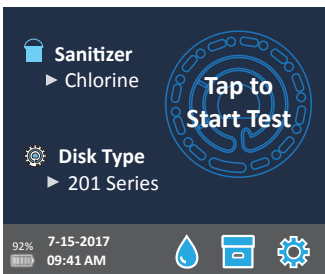 Sanitizer
► Chlorine
Tap to
Start Test
Disk Type
► 201 Series
92%
7-15-2017
09:41 AM